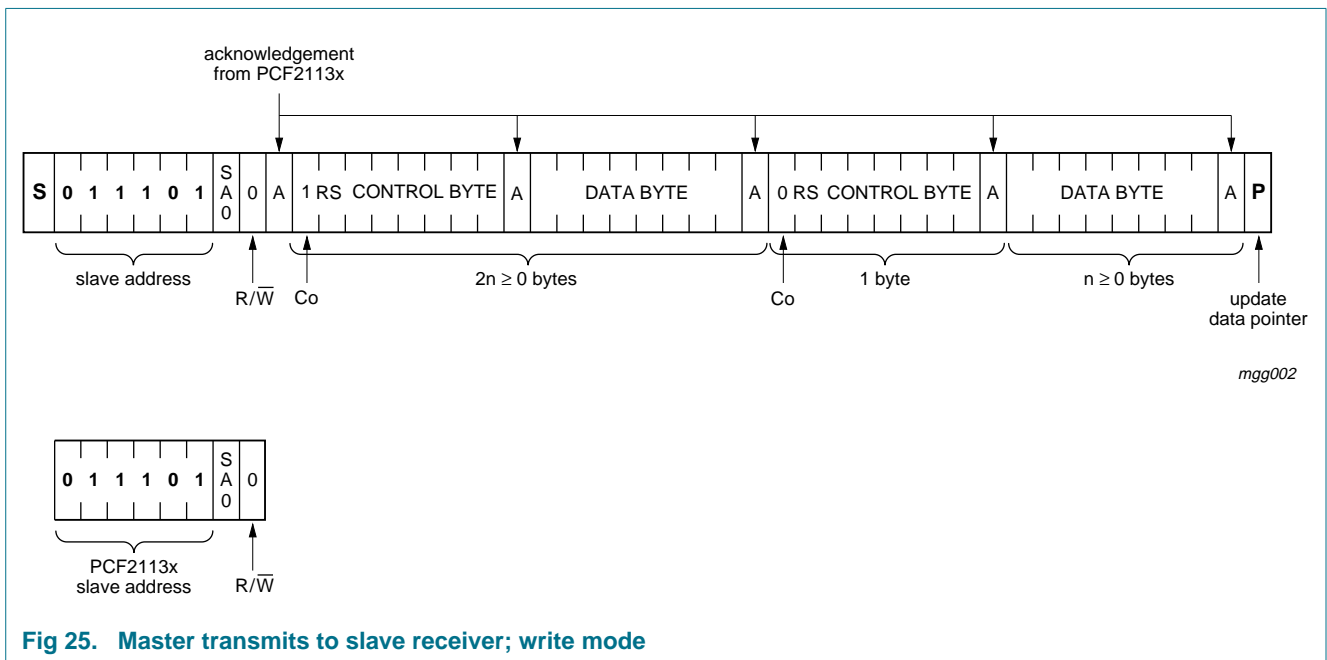 acknowledgement
from PCF2113x
S 0 1 1 1 0 1 S A 0 0 A 1 RS CONTROL BYTE A DATA BYTE A 0 RS CONTROL BYTE A DATA BYTE A P
slave address
R/W̅
Co
2n ≥ 0 bytes
Co
1 byte
n ≥ 0 bytes
update
data pointer
mgg002
0 1 1 1 0 1 S A 0 0
PCF2113x
slave address
R/W̅
Fig 25. Master transmits to slave receiver; write mode